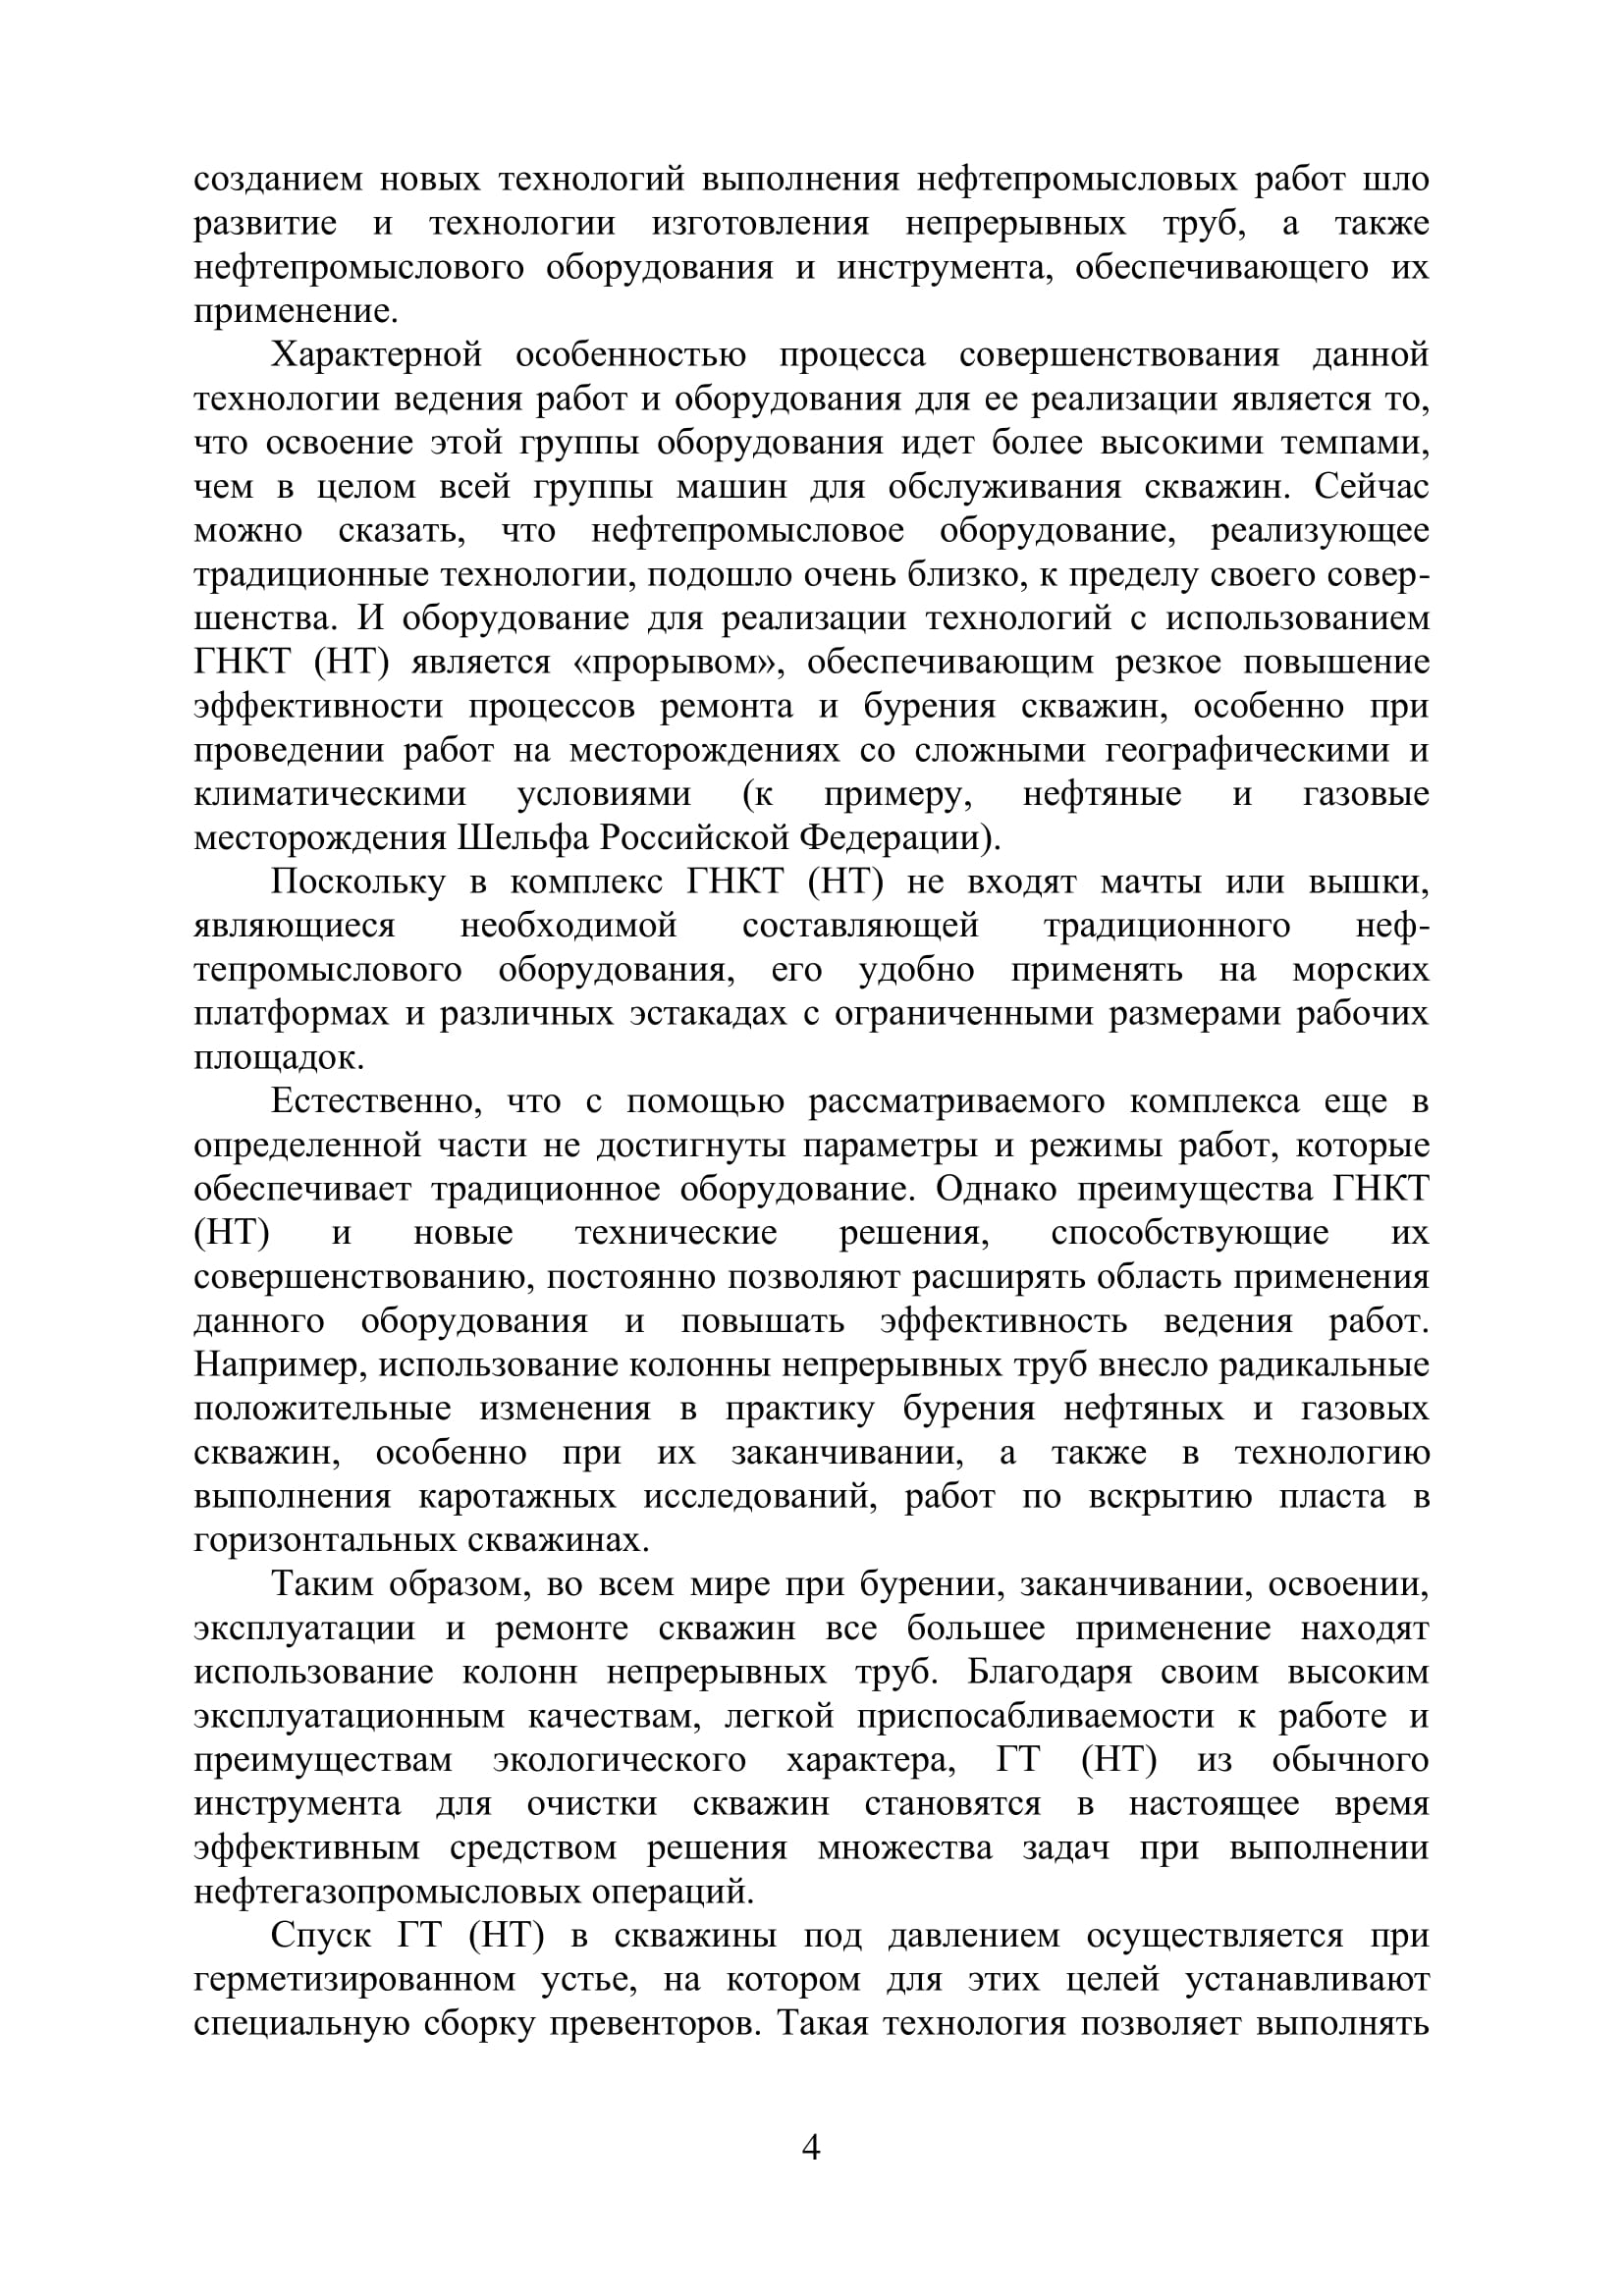 созданием новых технологий выполнения нефтепромысловых работ шло
развитие и технологии изготовления непрерывных труб, а также
нефтепромыслового оборудования и инструмента, обеспечивающего их
применение.
Характерной особенностью процесса совершенствования данной
технологии ведения работ и оборудования для ее реализации является то,
что освоение этой группы оборудования идет более высокими темпами,
чем в целом всей группы машин для обслуживания скважин. Сейчас
можно сказать, что нефтепромысловое оборудование, реализующее
традиционные технологии, подошло очень близко, к пределу своего совер-
шенства. И оборудование для реализации технологий с использованием
ГНКТ (НТ) является «прорывом», обеспечивающим резкое повышение
эффективности процессов ремонта и бурения скважин, особенно при
проведении работ на месторождениях со сложными географическими и
климатическими условиями (к примеру, нефтяные и газовые
месторождения Шельфа Российской Федерации).
Поскольку в комплекс ГНКТ (НТ) не входят мачты или вышки,
являющиеся необходимой составляющей традиционного неф-
тепромыслового оборудования, его удобно применять на морских
платформах и различных эстакадах с ограниченными размерами рабочих
площадок.
Естественно, что с помощью рассматриваемого комплекса еще в
определенной части не достигнуты параметры и режимы работ, которые
обеспечивает традиционное оборудование. Однако преимущества ГНКТ
(НТ) и новые технические решения, способствующие их
совершенствованию, постоянно позволяют расширять область применения
данного оборудования и повышать эффективность ведения работ.
Например, использование колонны непрерывных труб внесло радикальные
положительные изменения в практику бурения нефтяных и газовых
скважин, особенно при их заканчивании, а также в технологию
выполнения каротажных исследований, работ по вскрытию пласта в
горизонтальных скважинах.
Таким образом, во всем мире при бурении, заканчивании, освоении,
эксплуатации и ремонте скважин все большее применение находят
использование колонн непрерывных труб. Благодаря своим высоким
эксплуатационным качествам, легкой приспосабливаемости к работе и
преимуществам экологического характера, ГТ (НТ) из обычного
инструмента для очистки скважин становятся в настоящее время
эффективным средством решения множества задач при выполнении
нефтегазопромысловых операций.
Спуск ГТ (НТ) в скважины под давлением осуществляется при
герметизированном устье, на котором для этих целей устанавливают
специальную сборку превенторов. Такая технология позволяет выполнять
4